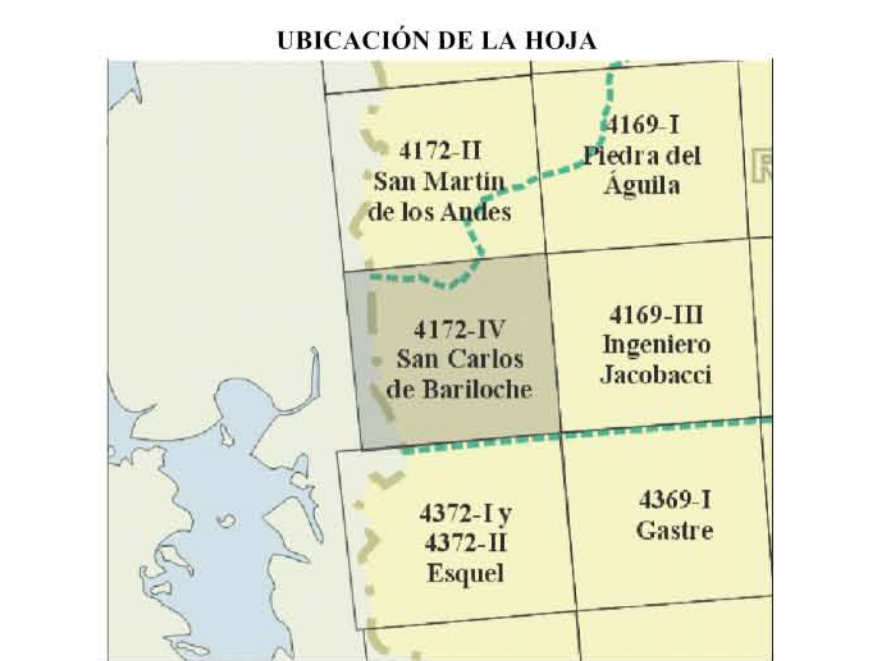 UBICACIÓN DE LA HOJA
4172-II
San Martín
de los Andes
4169-I
Piedra del
Águila
R
4172-IV
San Carlos
de Bariloche
4169-III
Ingeniero
Jacobacci
4372-I y
4372-II
Esquel
4369-I
Gastre